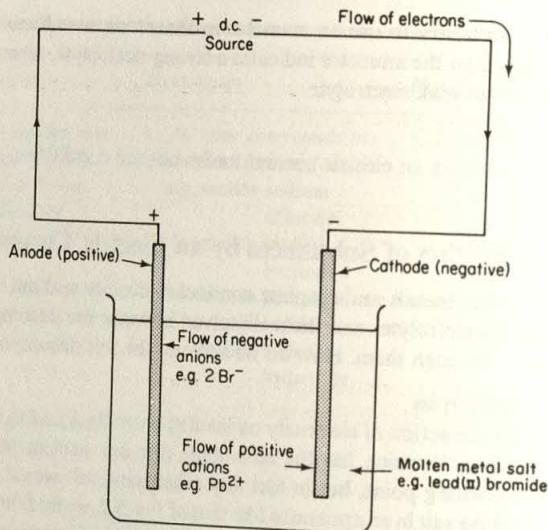 + d.c. −
Source
Flow of electrons
+
Anode (positive)
Cathode (negative)
Flow of negative
anions
e.g. 2 Br⁻
Flow of positive
cations
e.g. Pb²⁺
Molten metal salt
e.g. lead(II) bromide